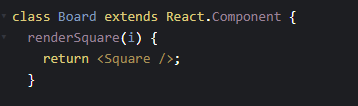 class Board extends React.Component {
  renderSquare(i) {
    return <Square />;
  }